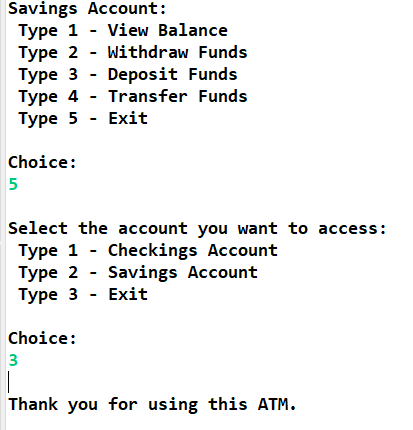 Savings Account:
Type 1 - View Balance
Type 2 - Withdraw Funds
Type 3 - Deposit Funds
Type 4 - Transfer Funds
Type 5 - Exit
Choice:
5
Select the account you want to access:
Type 1 - Checkings Account
Type 2 - Savings Account
Type 3 - Exit
Choice:
3
Thank you for using this ATM.